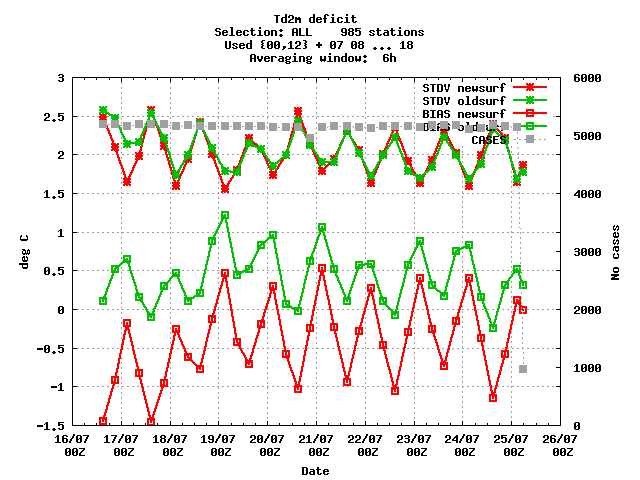 Td2m deficit
Selection: ALL    985 stations
Used {00,12} + 07 08 ... 18
Averaging window:  6h
3
2.5
2
1.5
1
0.5
0
-0.5
-1
-1.5
deg C
6000
5000
4000
3000
2000
1000
0
No cases
STDV newsurf
STDV oldsurf
BIAS newsurf
BIAS oldsurf
CASES
16/07 17/07 18/07 19/07 20/07 21/07 22/07 23/07 24/07 25/07 26/07
00Z 00Z 00Z 00Z 00Z 00Z 00Z 00Z 00Z 00Z 00Z
Date